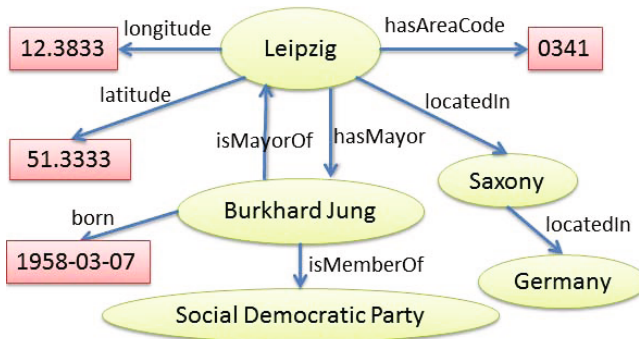 longitude
hasAreaCode
12.3833
Leipzig
0341
latitude
locatedIn
isMayorOf
hasMayor
51.3333
Saxony
born
Burkhard Jung
locatedIn
1958-03-07
isMemberOf
Germany
Social Democratic Party